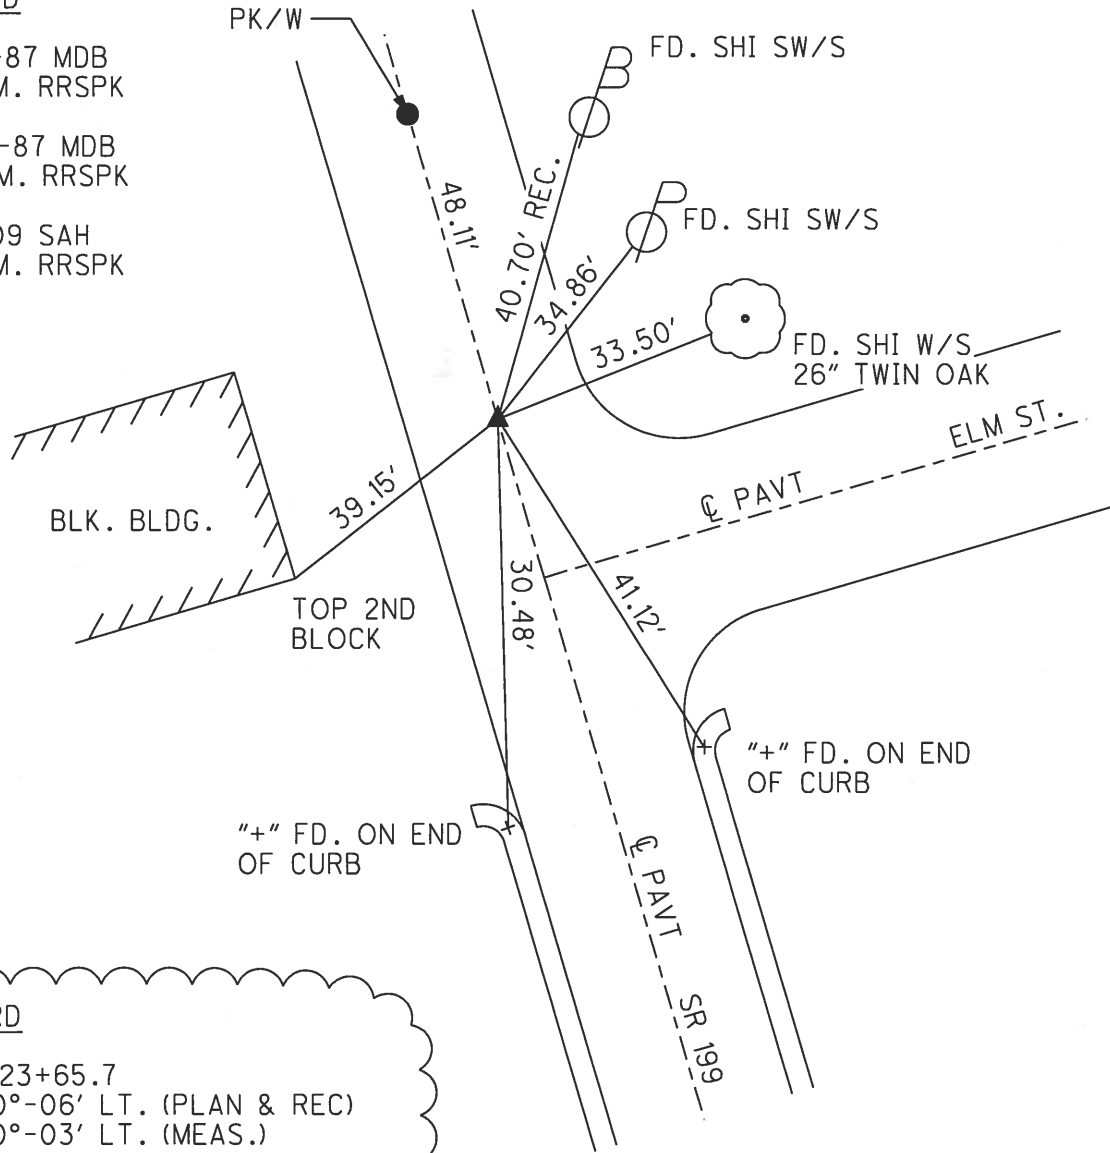 PK/W
FD. SHI SW/S
-87 MDB
M. RRSPK
-87 MDB
M. RRSPK
09 SAH
M. RRSPK
48.11'
40.70' REC.
FD. SHI SW/S
34.86'
33.50'
FD. SHI W/S
26" TWIN OAK
ELM ST.
℄ PAVT
39.15'
BLK. BLDG.
TOP 2ND
BLOCK
30.48'
41.12'
"+" FD. ON END
OF CURB
"+" FD. ON END
OF CURB
℄ PAVT
SR 199
23+65.7
0°-06' LT. (PLAN & REC)
0°-03' LT. (MEAS.)